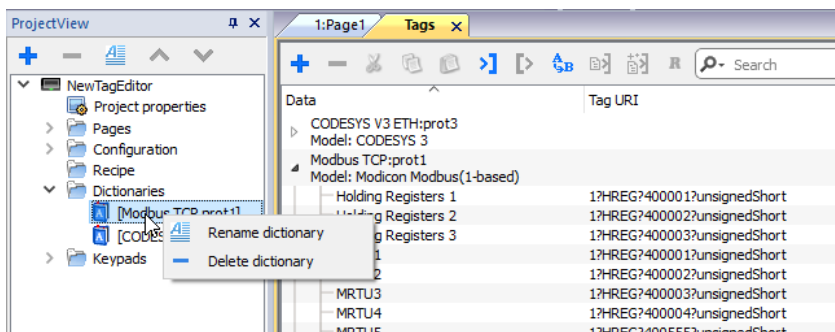 ProjectView
NewTagEditor
Project properties
Pages
Configuration
Recipe
Dictionaries
[Modbus TCP:prot1]
[CODES
Keypads
Rename dictionary
Delete dictionary
1:Page1
Tags
Search
Data
Tag URI
CODESYS V3 ETH:prot3
Model: CODESYS 3
Modbus TCP:prot1
Model: Modicon Modbus(1-based)
Holding Registers 1 1?HREG?400001?unsignedShort
Holding Registers 2 1?HREG?400002?unsignedShort
g Registers 3 1?HREG?400003?unsignedShort
1 1?HREG?400001?unsignedShort
2 1?HREG?400002?unsignedShort
MRTU3 1?HREG?400003?unsignedShort
MRTU4 1?HREG?400004?unsignedShort
MRTU5